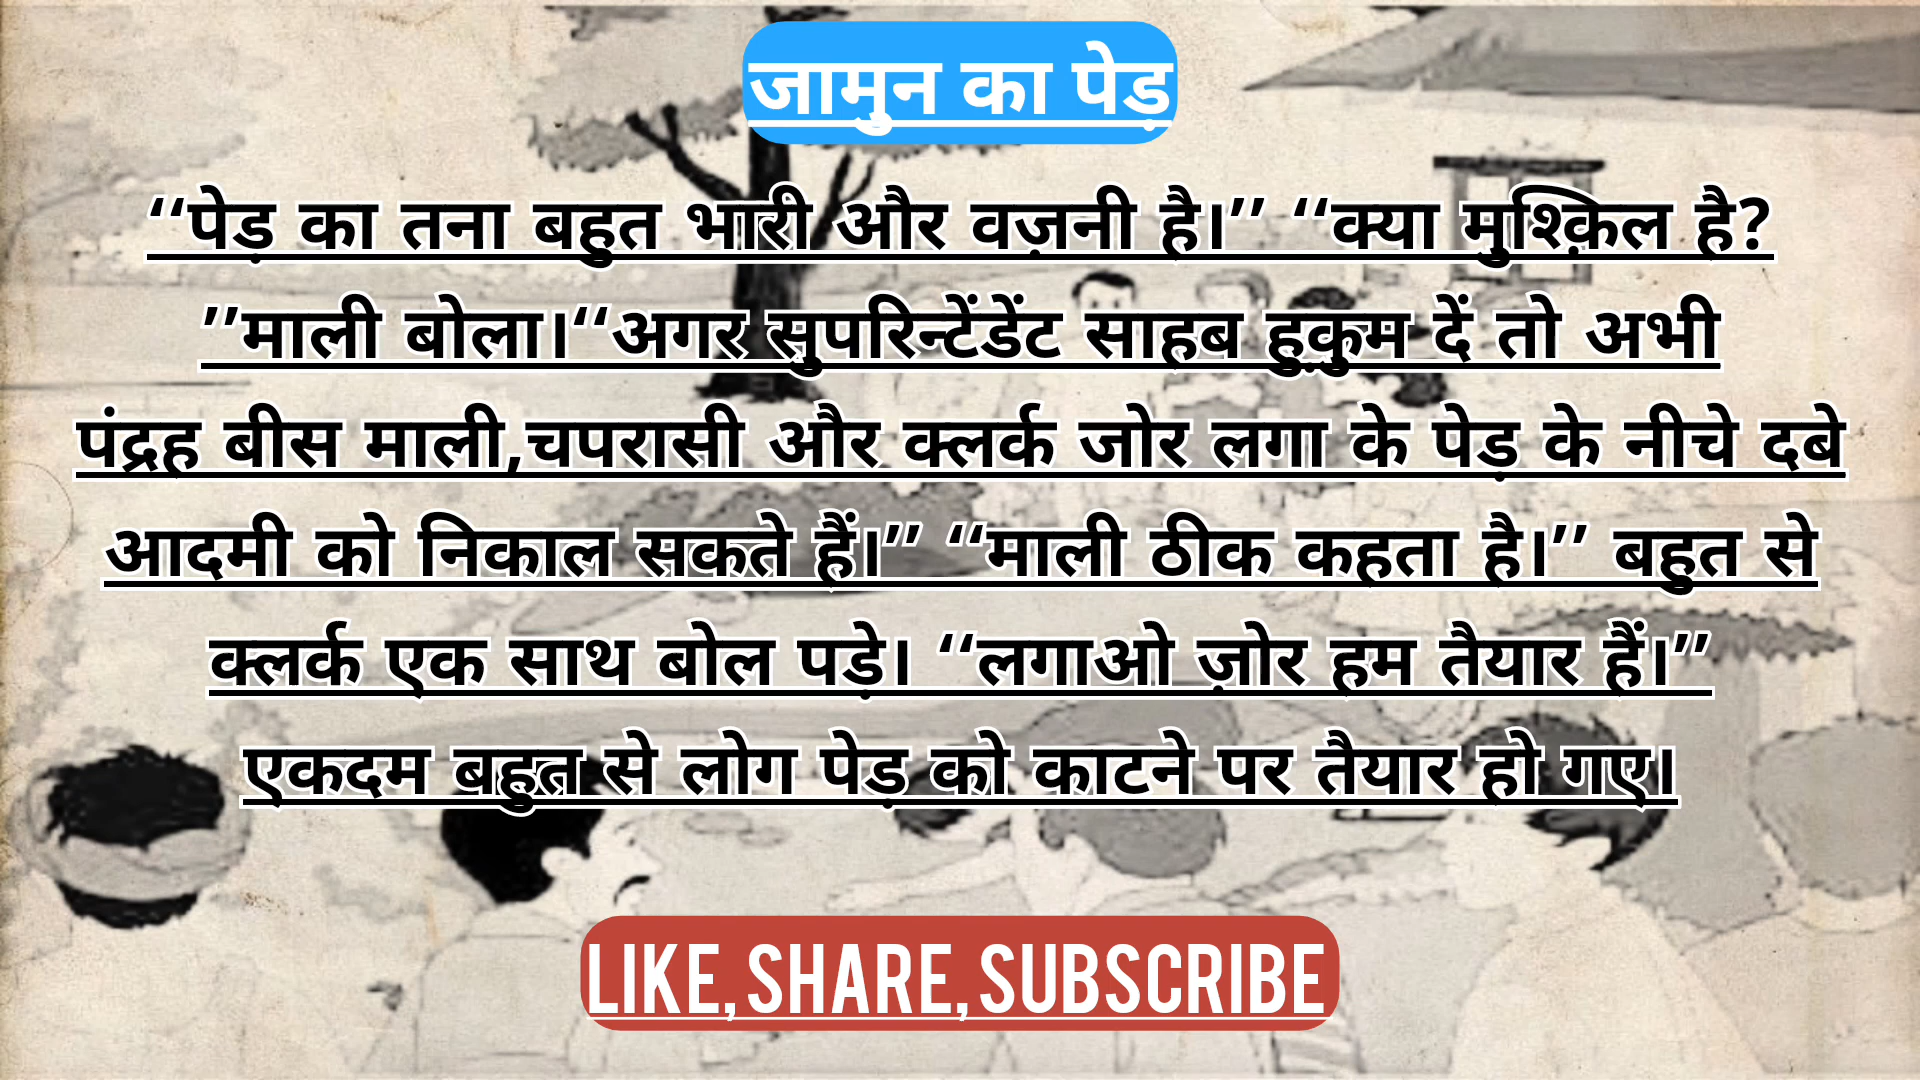 जामुन का पेड़
‘‘पेड़ का तना बहुत भारी और वज़नी है।’’ ‘‘क्या मुश्क़िल है?
’’माली बोला।‘‘अगर सुपरिन्टेंडेंट साहब हुक़ुम दें तो अभी
पंद्रह बीस माली,चपरासी और क्लर्क जोर लगा के पेड़ के नीचे दबे
आदमी को निकाल सकते हैं।’’ ‘‘माली ठीक कहता है।’’ बहुत से
क्लर्क एक साथ बोल पड़े। ‘‘लगाओ ज़ोर हम तैयार हैं।’’
एकदम बहुत से लोग पेड़ को काटने पर तैयार हो गए।
LIKE, SHARE, SUBSCRIBE